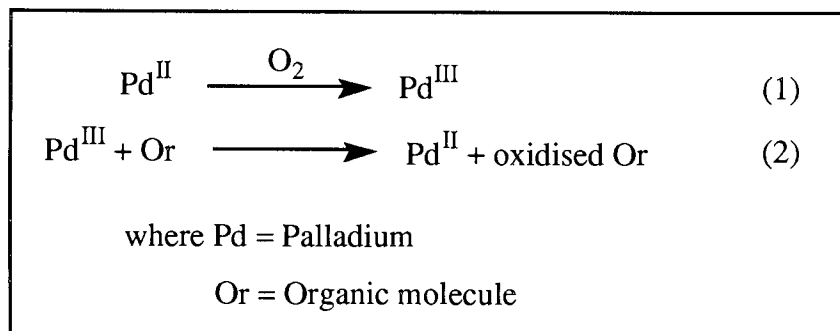 O₂
Pd^II ⟶ Pd^III (1)
Pd^III + Or ⟶ Pd^II + oxidised Or (2)
where Pd = Palladium
Or = Organic molecule